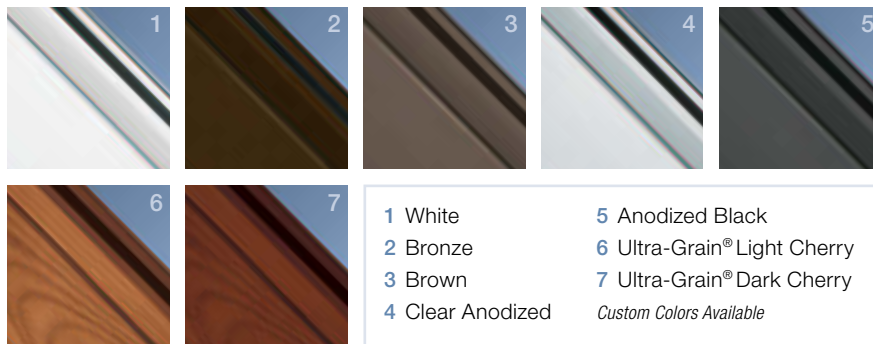 1
2
3
4
5
6
7
1 White
2 Bronze
3 Brown
4 Clear Anodized
5 Anodized Black
6 Ultra-Grain® Light Cherry
7 Ultra-Grain® Dark Cherry
Custom Colors Available